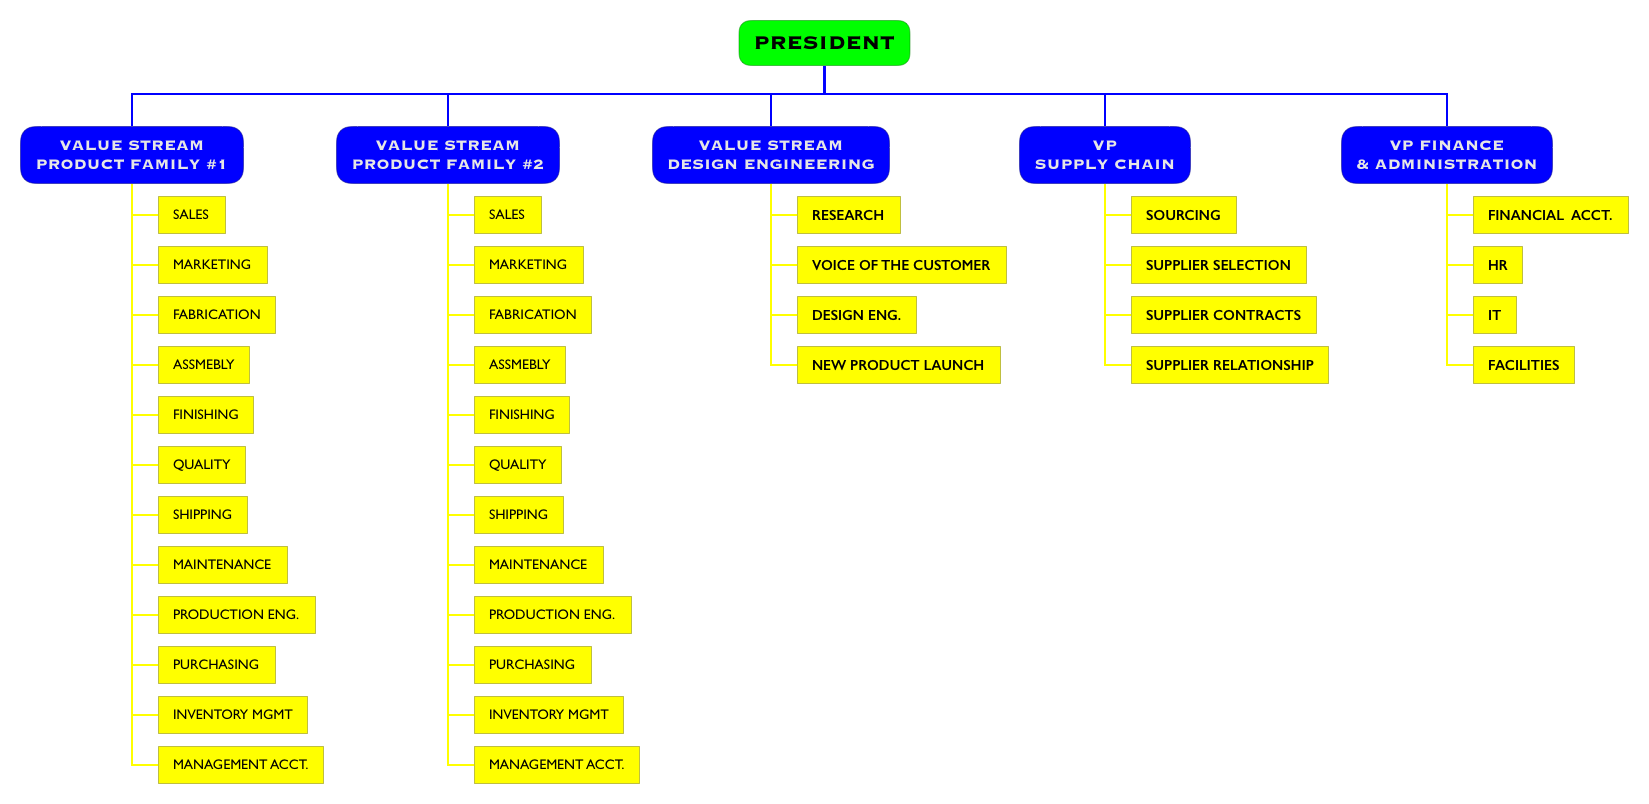 PRESIDENT
VALUE STREAM
PRODUCT FAMILY #1
SALES
MARKETING
FABRICATION
ASSMEBLY
FINISHING
QUALITY
SHIPPING
MAINTENANCE
PRODUCTION ENG.
PURCHASING
INVENTORY MGMT
MANAGEMENT ACCT.
VALUE STREAM
PRODUCT FAMILY #2
SALES
MARKETING
FABRICATION
ASSMEBLY
FINISHING
QUALITY
SHIPPING
MAINTENANCE
PRODUCTION ENG.
PURCHASING
INVENTORY MGMT
MANAGEMENT ACCT.
VALUE STREAM
DESIGN ENGINEERING
RESEARCH
VOICE OF THE CUSTOMER
DESIGN ENG.
NEW PRODUCT LAUNCH
VP
SUPPLY CHAIN
SOURCING
SUPPLIER SELECTION
SUPPLIER CONTRACTS
SUPPLIER RELATIONSHIP
VP FINANCE
& ADMINISTRATION
FINANCIAL ACCT.
HR
IT
FACILITIES